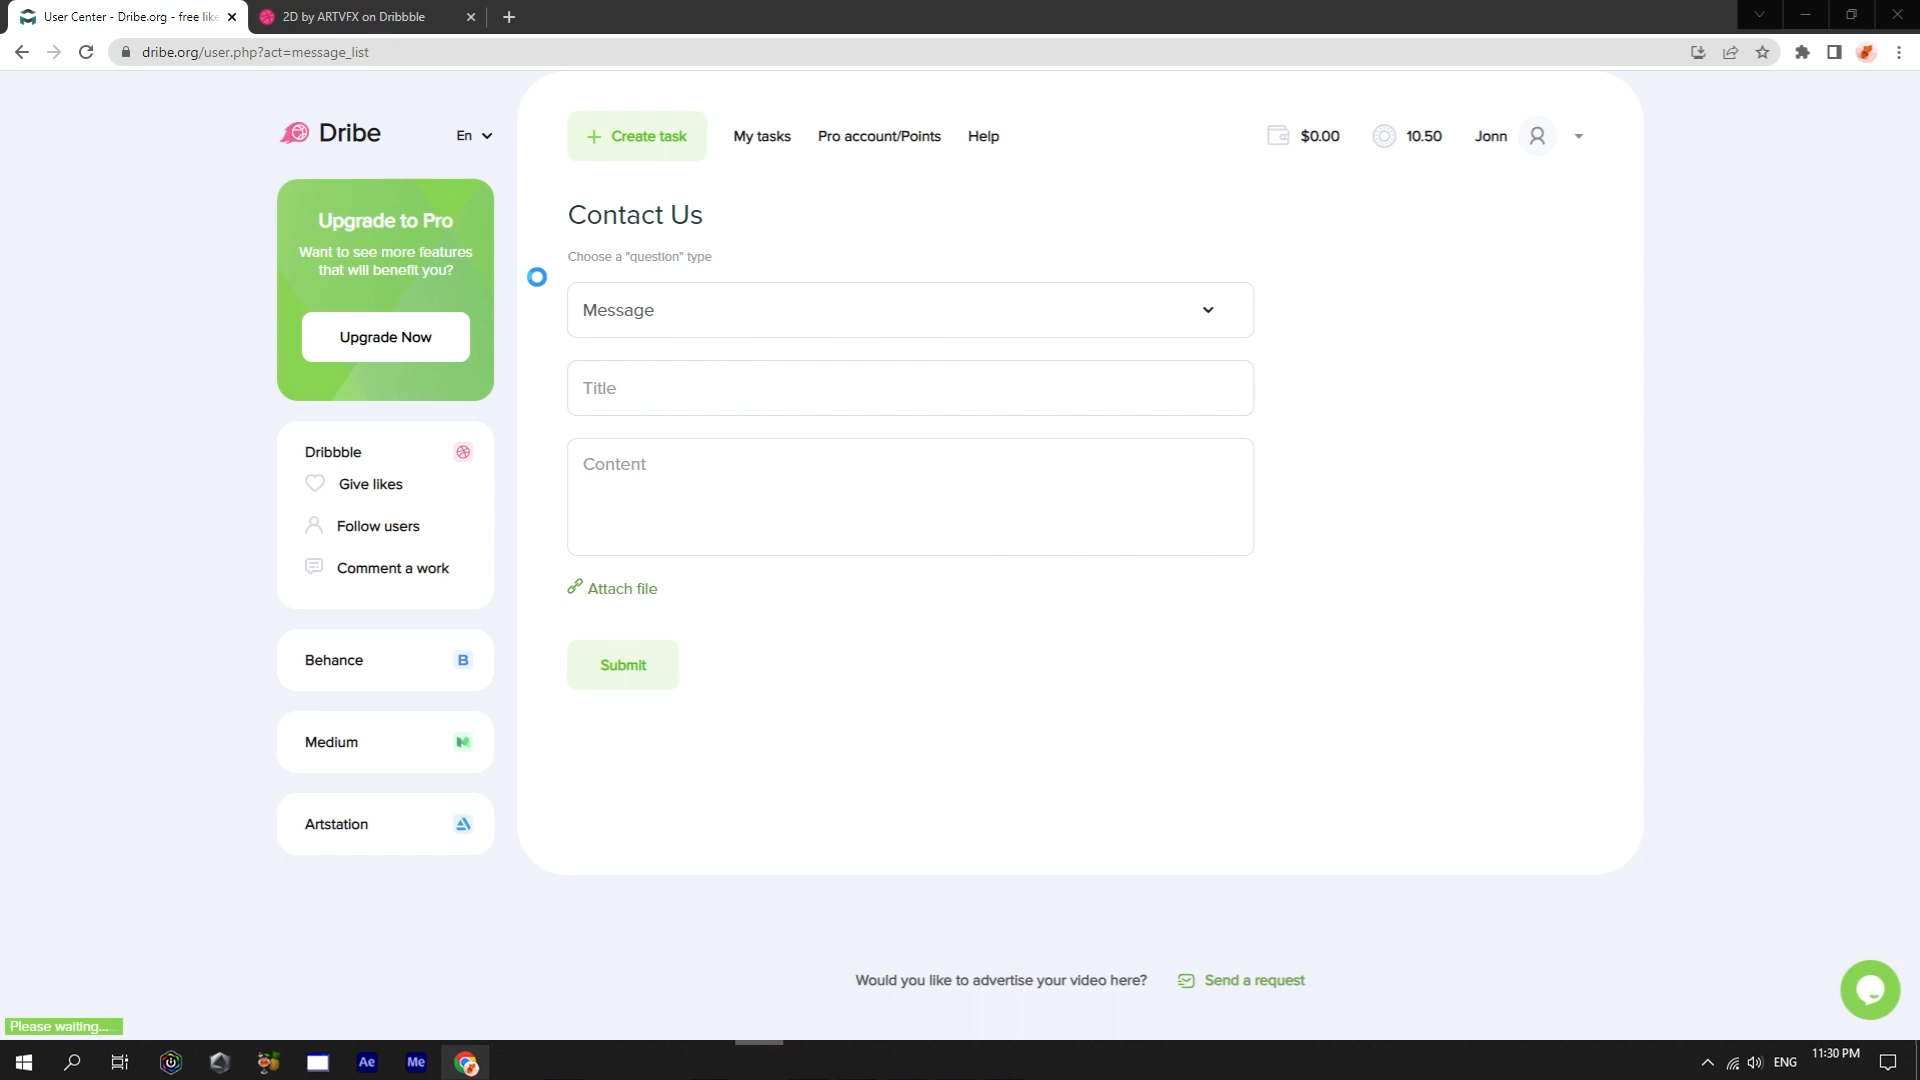 User Center - Dribe.org - free like
2D by ARTVFX on Dribbble
dribe.org/user.php?act=message_list
Dribe
En
Create task
My tasks
Pro account/Points
Help
$0.00
10.50
Jonn
Upgrade to Pro
Want to see more features
that will benefit you?
Upgrade Now
Contact Us
Choose a "question" type
Message
Title
Content
Attach file
Submit
Dribbble
Give likes
Follow users
Comment a work
Behance
B
Medium
Artstation
Would you like to advertise your video here?
Send a request
Please waiting...
Ae
Me
ENG
11:30 PM